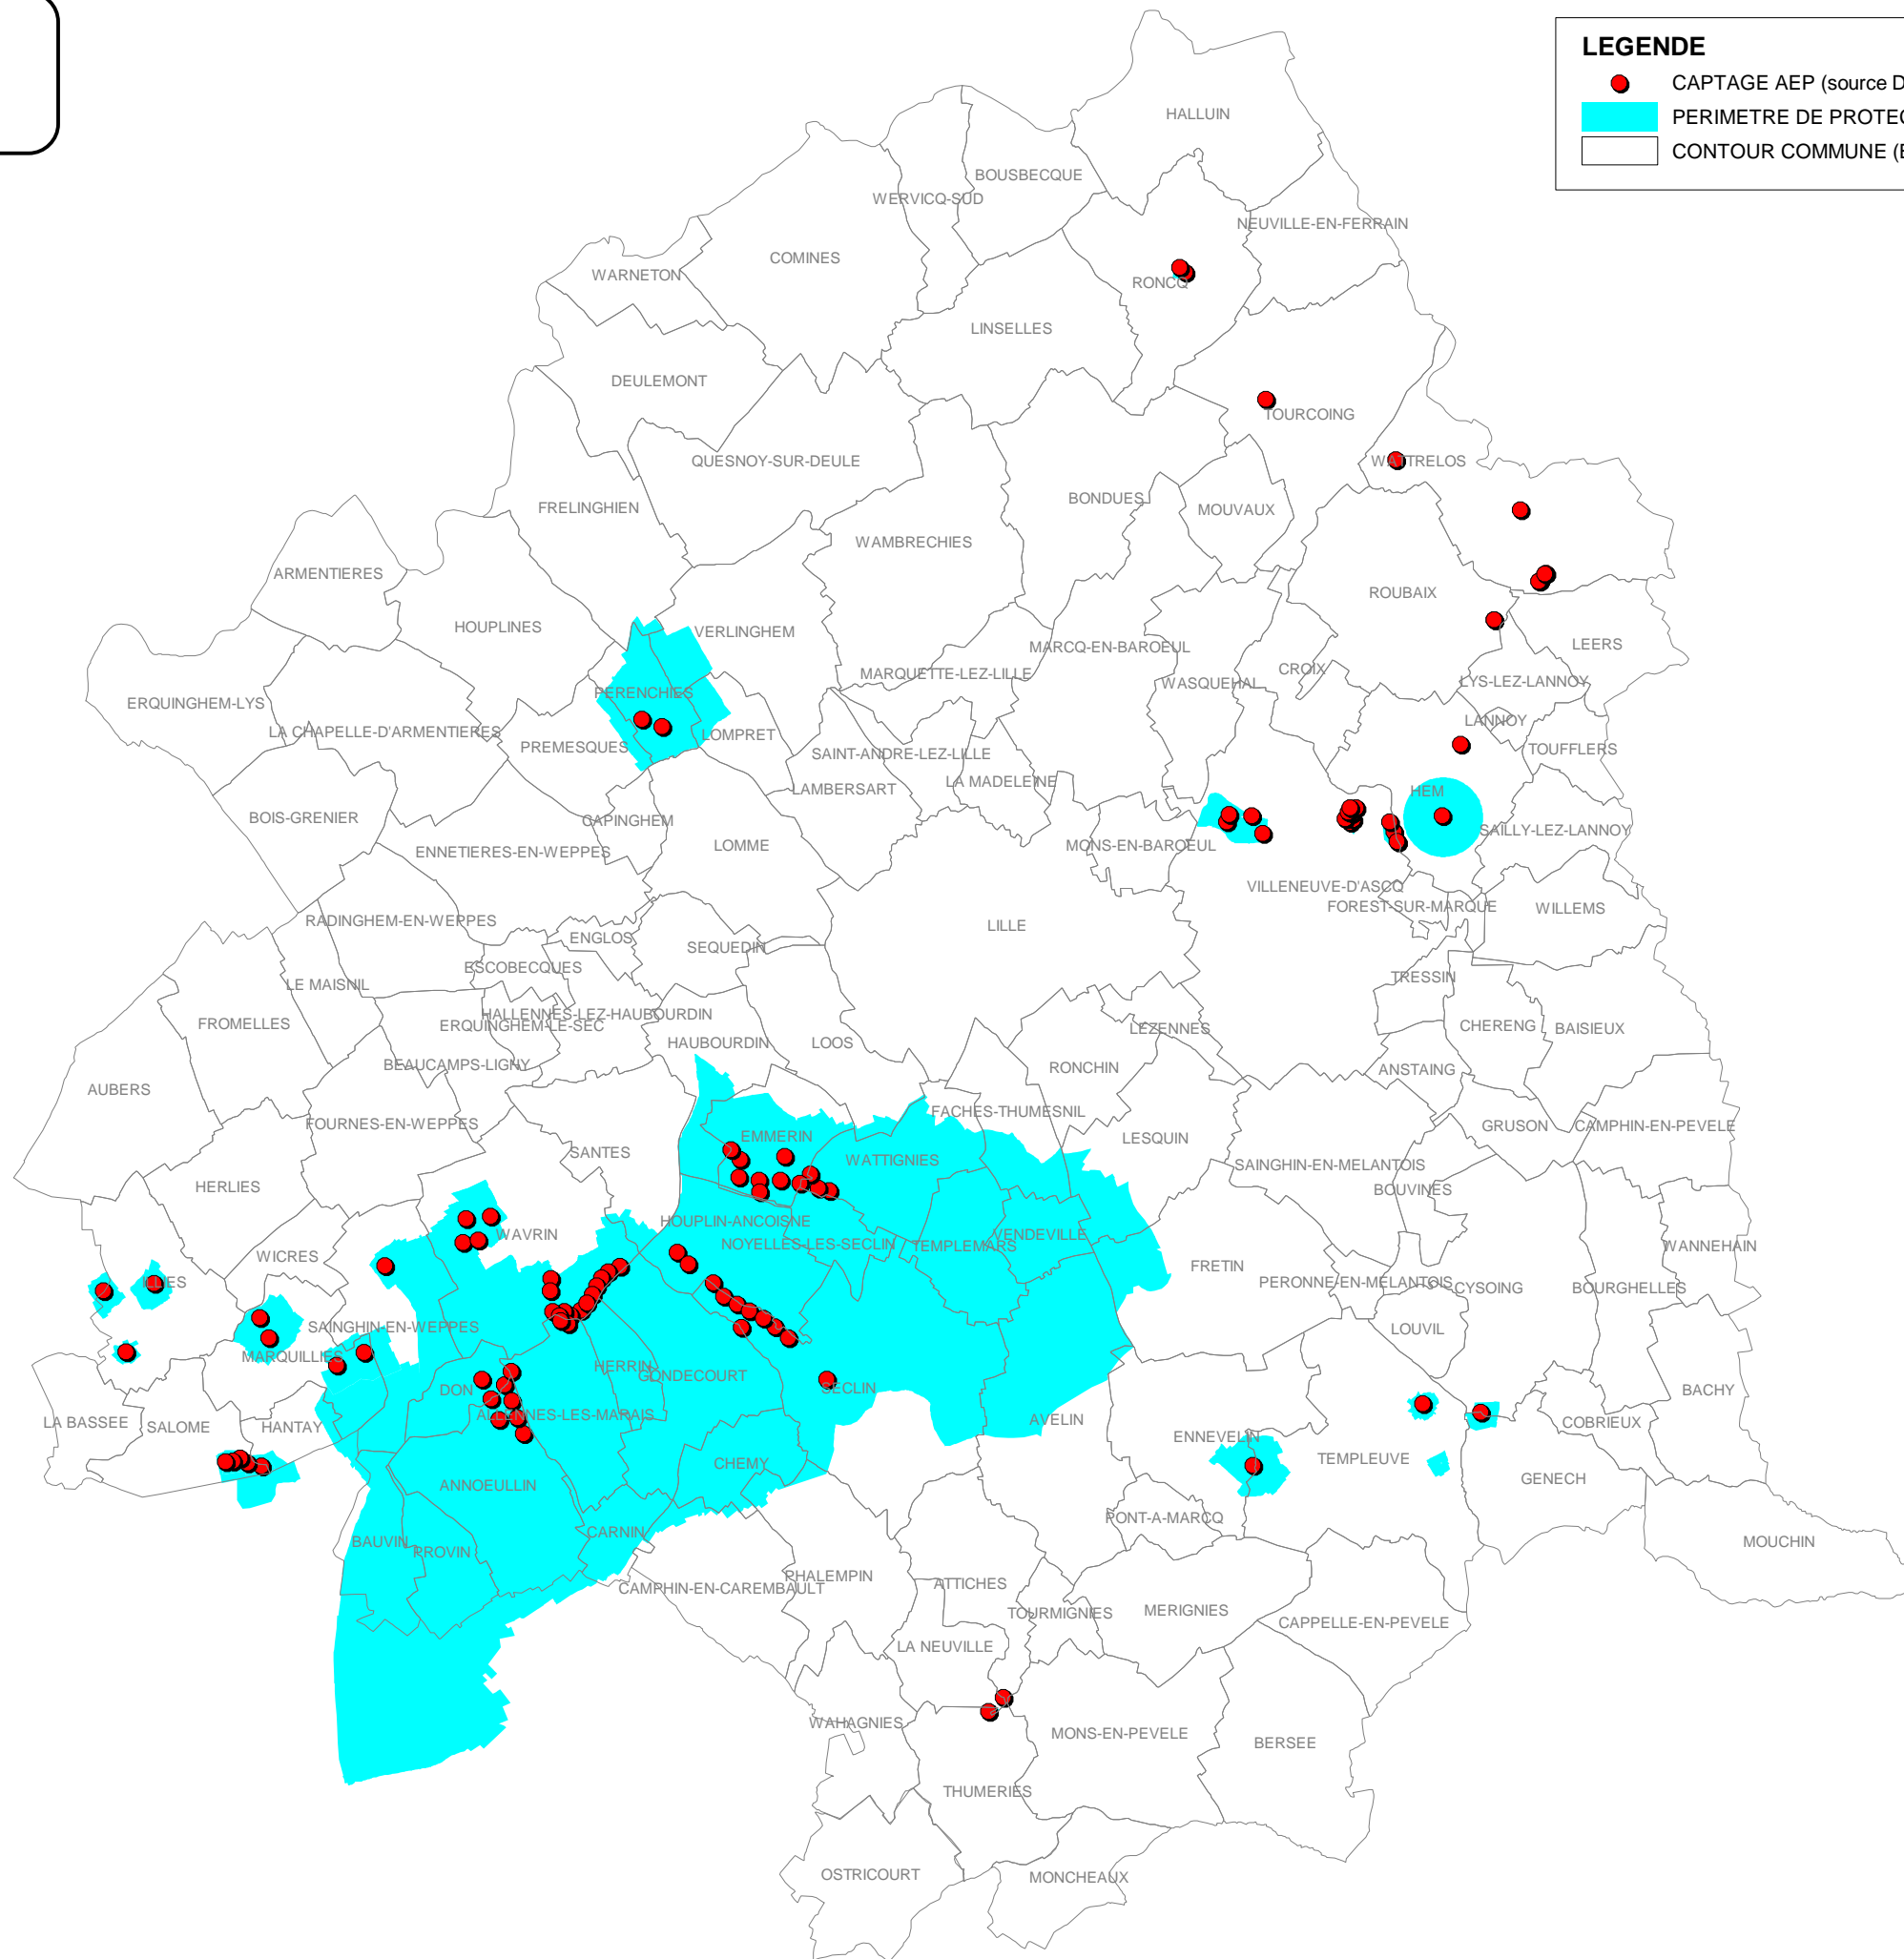 LEGENDE
CAPTAGE AEP (source D
PERIMETRE DE PROTEC
CONTOUR COMMUNE (
HALLUIN
BOUSBECQUE
WERVICQ-SUD
NEUVILLE-EN-FERRAIN
COMINES
WARNETON
RONCQ
LINSELLES
DEULEMONT
TOURCOING
QUESNOY-SUR-DEULE
WATTRELOS
BONDUES
FRELINGHIEN
MOUVAUX
WAMBRECHIES
ARMENTIERES
ROUBAIX
HOUPLINES
VERLINGHEM
LEERS
MARCQ-EN-BAROEUL
CROIX
MARQUETTE-LEZ-LILLE
WASQUEHAL
LYS-LEZ-LANNOY
PERENCHIES
ERQUINGHEM-LYS
LANNOY
LA CHAPELLE-D'ARMENTIERES
LOMPRET
PREMESQUES
TOUFFLERS
SAINT-ANDRE-LEZ-LILLE
LA MADELEINE
LAMBERSART
HEM
BOIS-GRENIER
CAPINGHEM
SAILLY-LEZ-LANNOY
LOMME
MONS-EN-BAROEUL
ENNETIERES-EN-WEPPES
VILLENEUVE-D'ASCQ
FOREST-SUR-MARQUE
WILLEMS
RADINGHEM-EN-WEPPES
LILLE
ENGLOS
SEQUEDIN
ESCOBECQUES
TRESSIN
LE MAISNIL
HALLENNES-LEZ-HAUBOURDIN
FROMELLES
ERQUINGHEM-LE-SEC
CHERENG
BAISIEUX
LEZENNES
HAUBOURDIN
LOOS
BEAUCAMPS-LIGNY
RONCHIN
ANSTAING
AUBERS
FACHES-THUMESNIL
FOURNES-EN-WEPPES
GRUSON
CAMPHIN-EN-PEVELE
EMMERIN
LESQUIN
SANTES
WATTIGNIES
SAINGHIN-EN-MELANTOIS
HERLIES
BOUVINES
HOUPLIN-ANCOISNE
WAVRIN
VENDEVILLE
NOYELLES-LES-SECLIN
TEMPLEMARS
WANNEHAIN
WICRES
FRETIN
ILLIES
PERONNE-EN-MELANTOIS
CYSOING
BOURGHELLES
SAINGHIN-EN-WEPPES
LOUVIL
MARQUILLIES
HERRIN
GONDECOURT
SECLIN
DON
BACHY
ALLENNES-LES-MARAIS
AVELIN
LA BASSEE
SALOME
HANTAY
COBRIEUX
ENNEVELIN
TEMPLEUVE
CHEMY
GENECH
ANNOEULLIN
PONT-A-MARCQ
CARNIN
BAUVIN
PROVIN
MOUCHIN
PHALEMPIN
ATTICHES
CAMPHIN-EN-CAREMBAULT
TOURMIGNIES
MERIGNIES
CAPPELLE-EN-PEVELE
LA NEUVILLE
WAHAGNIES
MONS-EN-PEVELE
BERSEE
THUMERIES
OSTRICOURT
MONCHEAUX